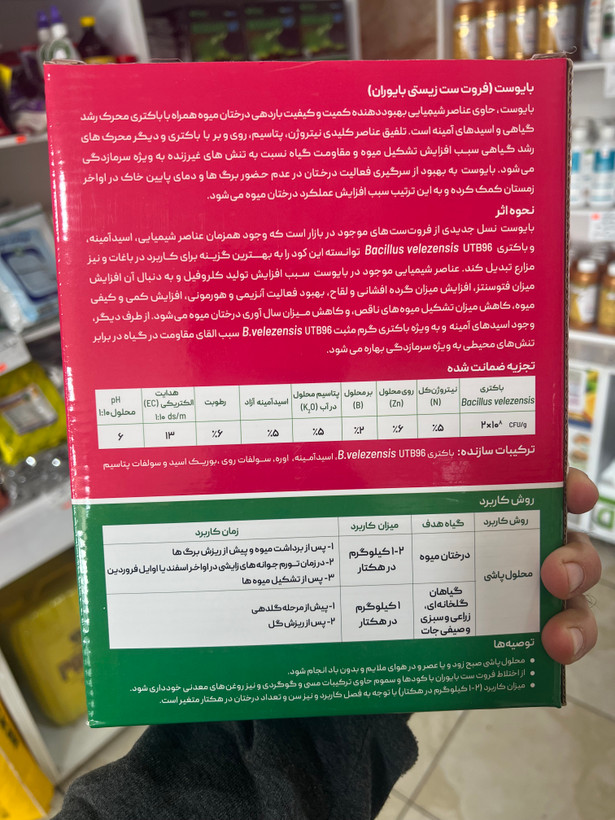 بایوست (فروت ست زیستی بایوران)
بایوست، حاوی عناصر شیمیایی بهبوددهنده کمیت و کیفیت باردهی درختان میوه همراه با باکتری محرک رشد
گیاهی و اسیدهای آمینه است. تلفیق عناصر کلیدی نیتروژن، پتاسیم، روی و بر با باکتری و دیگر محرک های
رشد گیاهی سبب افزایش تشکیل میوه و مقاومت گیاه نسبت به تنش های غیرزنده به ویژه سرمازدگی
می‌شود. بایوست به بهبود از سرگیری فعالیت درختان در عدم حضور برگ ها و دمای پایین خاک در اواخر
زمستان کمک کرده و به این ترتیب سبب افزایش عملکرد درختان میوه می‌شود.
نحوه اثر
بایوست نسل جدیدی از فروت‌ست‌های موجود در بازار است که وجود همزمان عناصر شیمیایی، اسیدآمینه،
و باکتری Bacillus velezensis UTB96 توانسته این کود را به بهترین گزینه برای کاربرد در باغات و نیز
مزارع تبدیل کند. عناصر شیمیایی موجود در بایوست سبب افزایش تولید کلروفیل و به دنبال آن افزایش
میزان فتوسنتز، افزایش میزان گرده افشانی و لقاح، بهبود فعالیت آنزیمی و هورمونی، افزایش کمی و کیفی
میوه، کاهش میزان تشکیل میوه‌های ناقص، و کاهش میزان سال آوری درختان میوه می‌شود. از طرف دیگر،
وجود اسیدهای آمینه و به ویژه باکتری گرم مثبت B.velezensis UTB96 سبب القای مقاومت در گیاه در برابر
تنش‌های محیطی به ویژه سرمازدگی بهاره می شود.
تجزیه ضمانت شده
باکتری Bacillus velezensis | نیتروژن کل (N) | روی محلول (Zn) | بر محلول (B) | پتاسیم محلول در آب (K₂O) | اسیدآمینه آزاد | رطوبت | هدایت الکتریکی (EC) ۱:۱۰ ds/m | pH محلول ۱:۱۰
۲×۱۰⁸ CFU/g | ٪۵ | ٪۶ | ٪۲ | ٪۵ | ٪۵ | ٪۶ | ۱۳ | ۶
ترکیبات سازنده: باکتری B.velezensis UTB96، اسیدآمینه، اوره، سولفات روی، بوریک اسید و سولفات پتاسیم
روش کاربرد
روش کاربرد | گیاه هدف | میزان کاربرد | زمان کاربرد
محلول‌پاشی
درختان میوه
۱-۲ کیلوگرم
در هکتار
۱- پس از برداشت میوه و پیش از ریزش برگ ها
۲- در زمان تورم جوانه‌های زایشی در اواخر اسفند یا اوایل فروردین
۳- پس از تشکیل میوه ها
گیاهان
گلخانه‌ای،
زراعی و سبزی
و صیفی جات
۱ کیلوگرم
در هکتار
۱- پیش از مرحله گلدهی
۲- پس از ریزش گل
توصیه‌ها
• محلول پاشی صبح زود و یا عصر و در هوای ملایم و بدون باد انجام شود.
• از اختلاط فروت ست بایوران با کودها و سموم حاوی ترکیبات مسی و گوگردی و نیز روغن‌های معدنی خودداری شود.
• میزان کاربرد (۲-۱ کیلوگرم در هکتار) با توجه به فصل کاربرد و نیز سن و تعداد درختان در هکتار متغیر است.